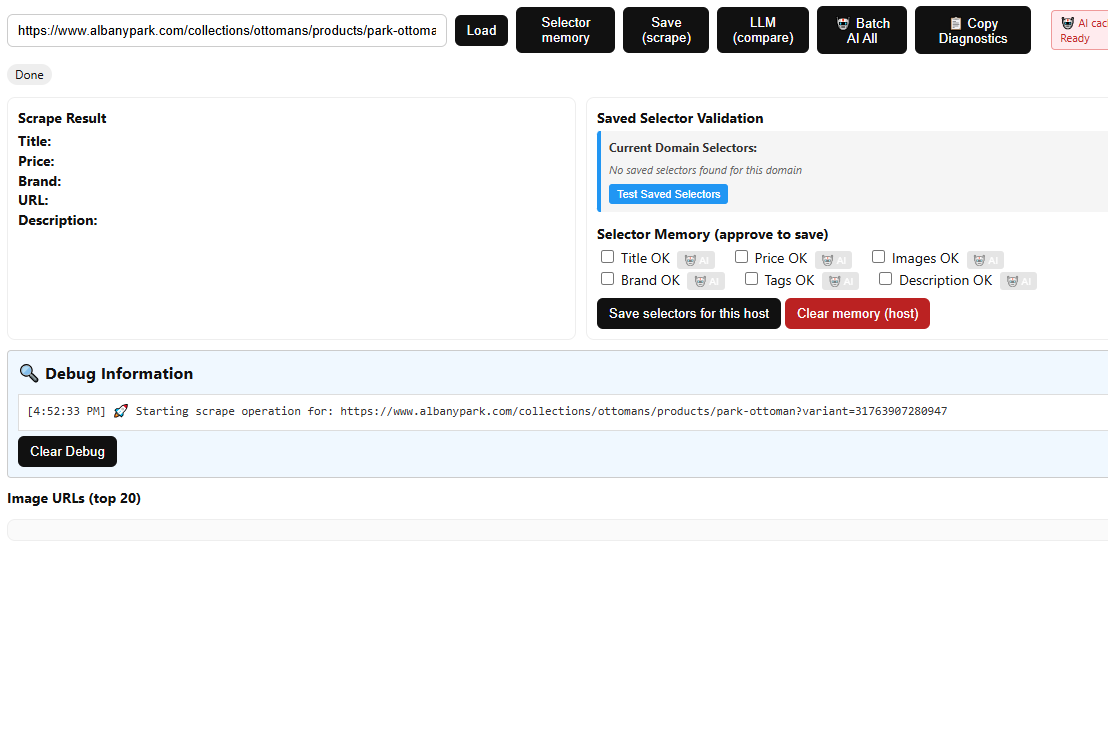 https://www.albanypark.com/collections/ottomans/products/park-ottoma
Load
Selector
memory
Save
(scrape)
LLM
(compare)
Batch
AI All
Copy
Diagnostics
AI cac
Ready
Done
Scrape Result
Title:
Price:
Brand:
URL:
Description:
Saved Selector Validation
Current Domain Selectors:
No saved selectors found for this domain
Test Saved Selectors
Selector Memory (approve to save)
Title OK AI Price OK AI Images OK AI
Brand OK AI Tags OK AI Description OK AI
Save selectors for this host
Clear memory (host)
Debug Information
[4:52:33 PM] 🚀 Starting scrape operation for: https://www.albanypark.com/collections/ottomans/products/park-ottoman?variant=31763907280947
Clear Debug
Image URLs (top 20)